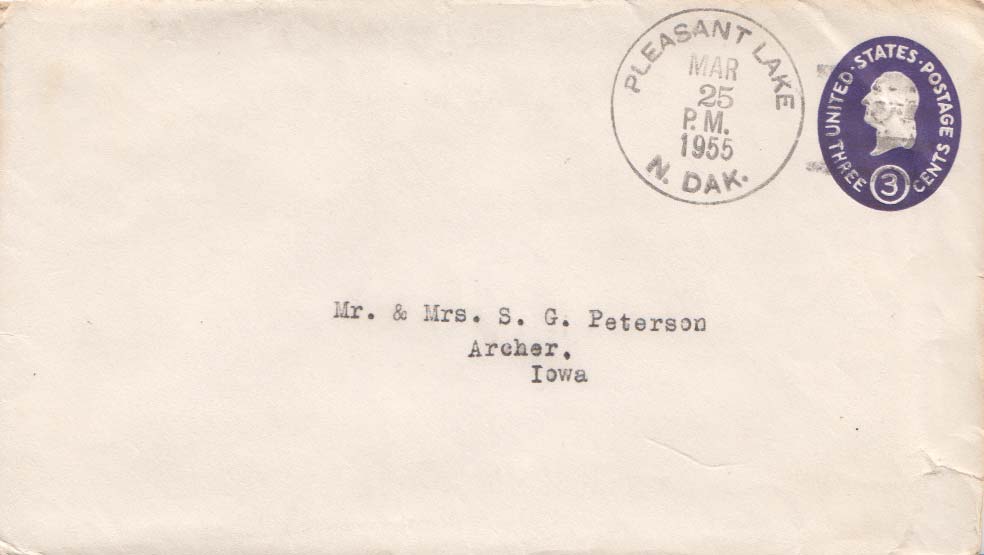 PLEASANT LAKE
MAR
25
P.M.
1955
N. DAK.
UNITED STATES POSTAGE
THREE 3 CENTS
Mr. & Mrs. S. G. Peterson
Archer,
Iowa